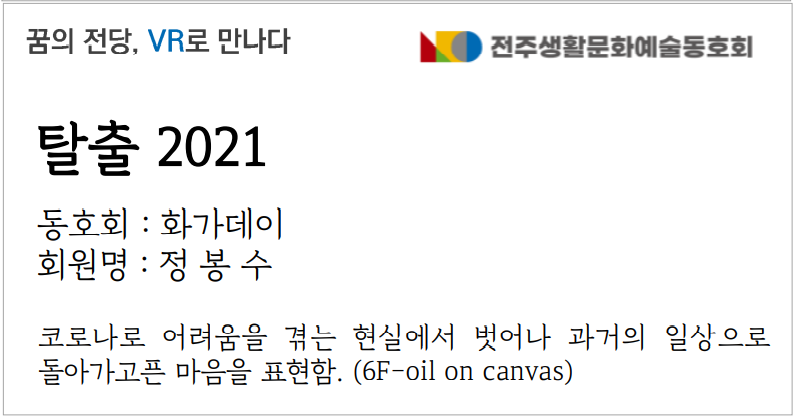 꿈의 전당, VR로 만나다
전주생활문화예술동호회
탈출 2021
동호회 : 화가데이
회원명 : 정 봉 수
코로나로 어려움을 겪는 현실에서 벗어나 과거의 일상으로
돌아가고픈 마음을 표현함. (6F-oil on canvas)